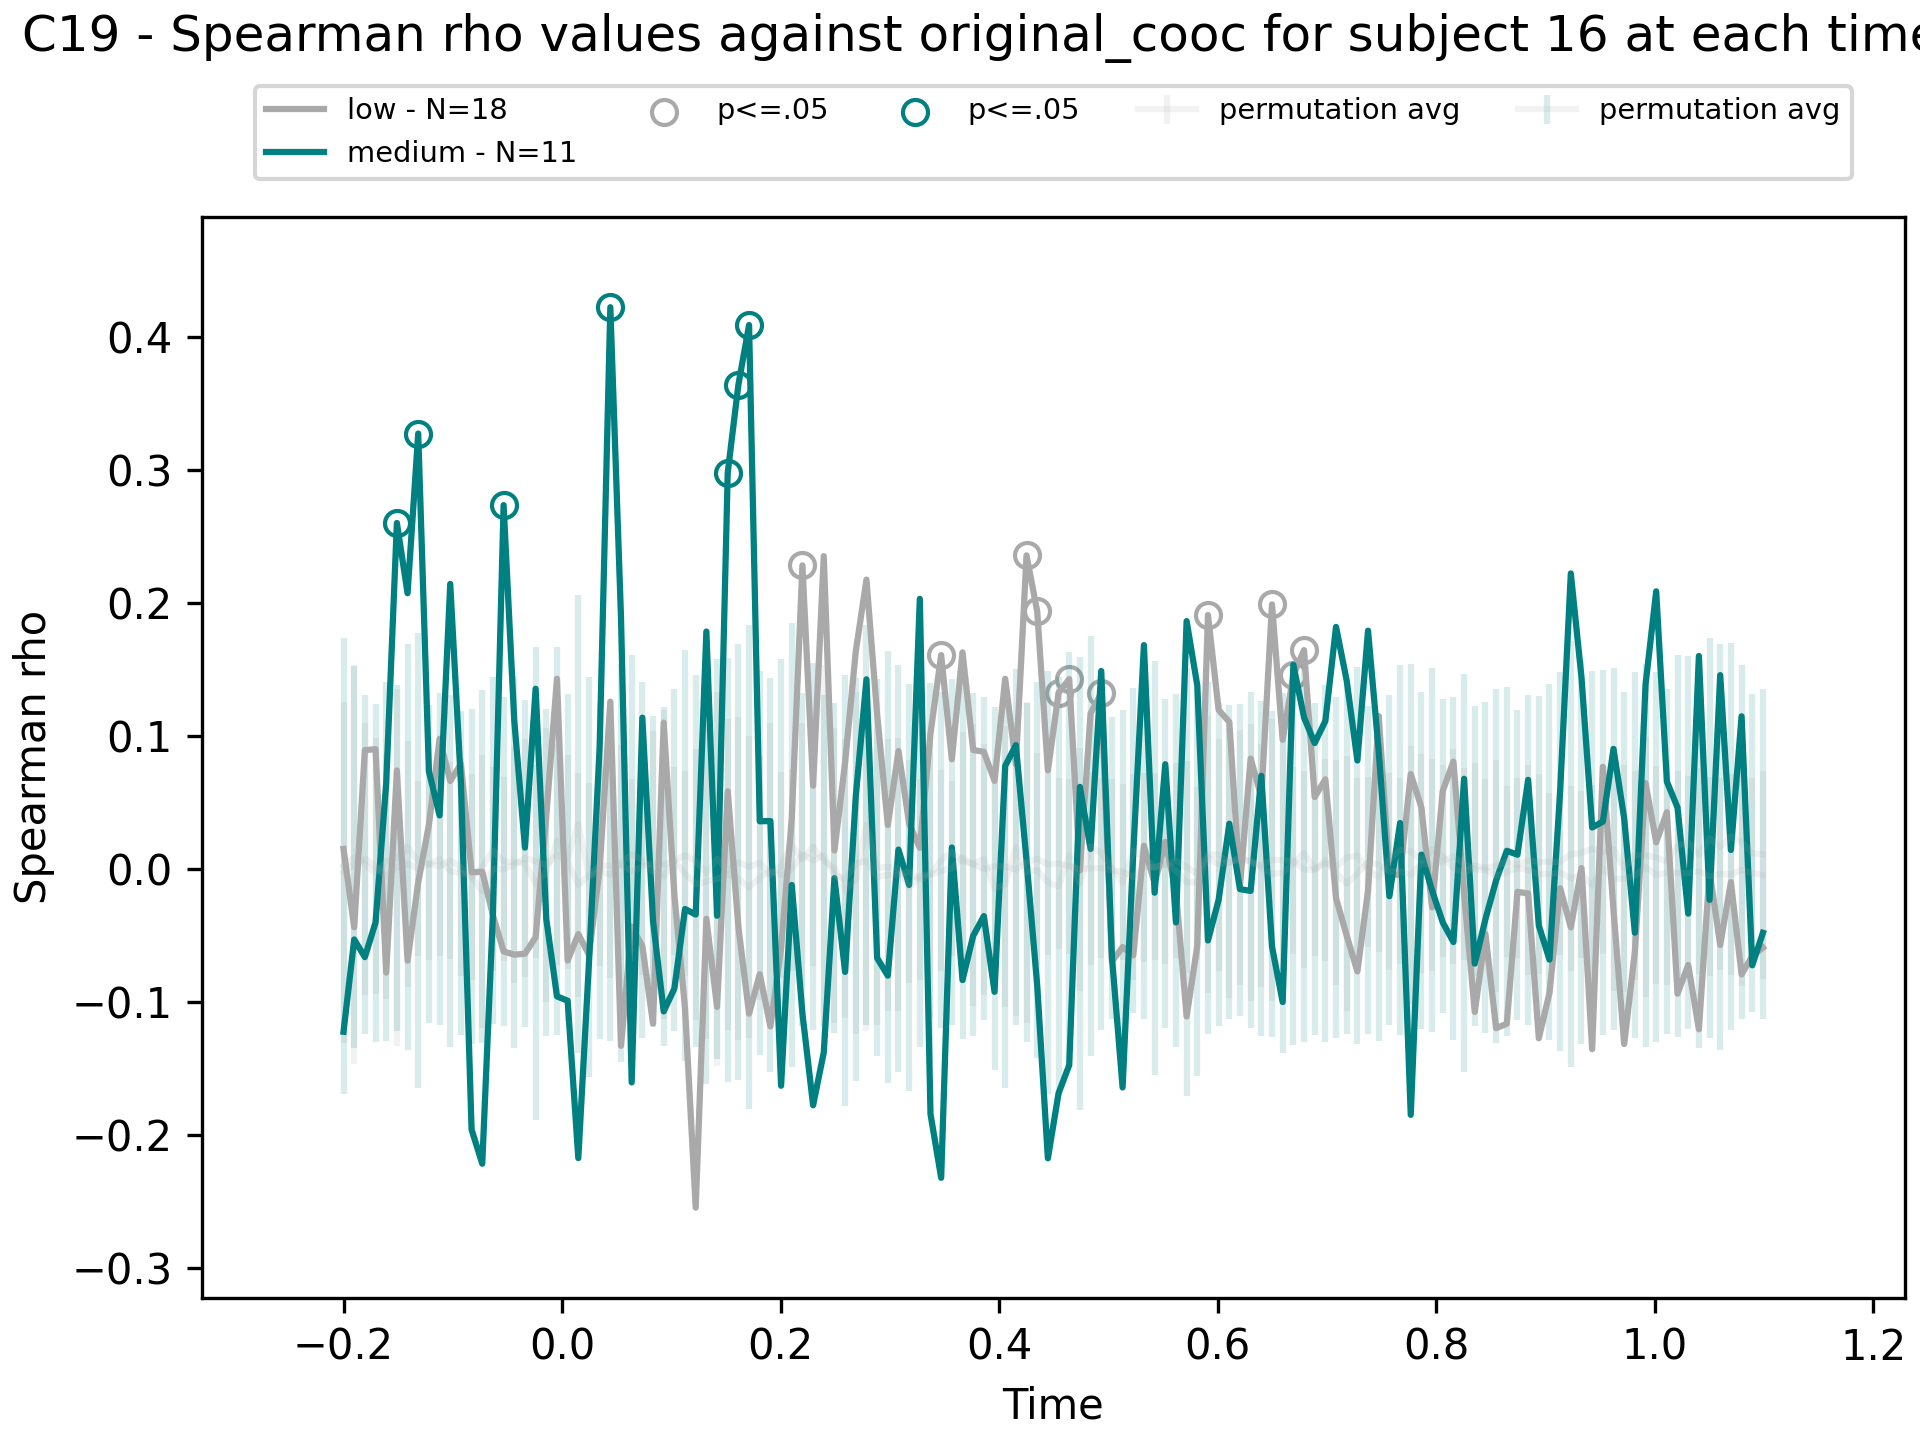 C19 - Spearman rho values against original_cooc for subject 16 at each time
low - N=18
medium - N=11
p<=.05
p<=.05
permutation avg
permutation avg
Spearman rho
0.4
0.3
0.2
0.1
0.0
−0.1
−0.2
−0.3
−0.2 0.0 0.2 0.4 0.6 0.8 1.0 1.2
Time